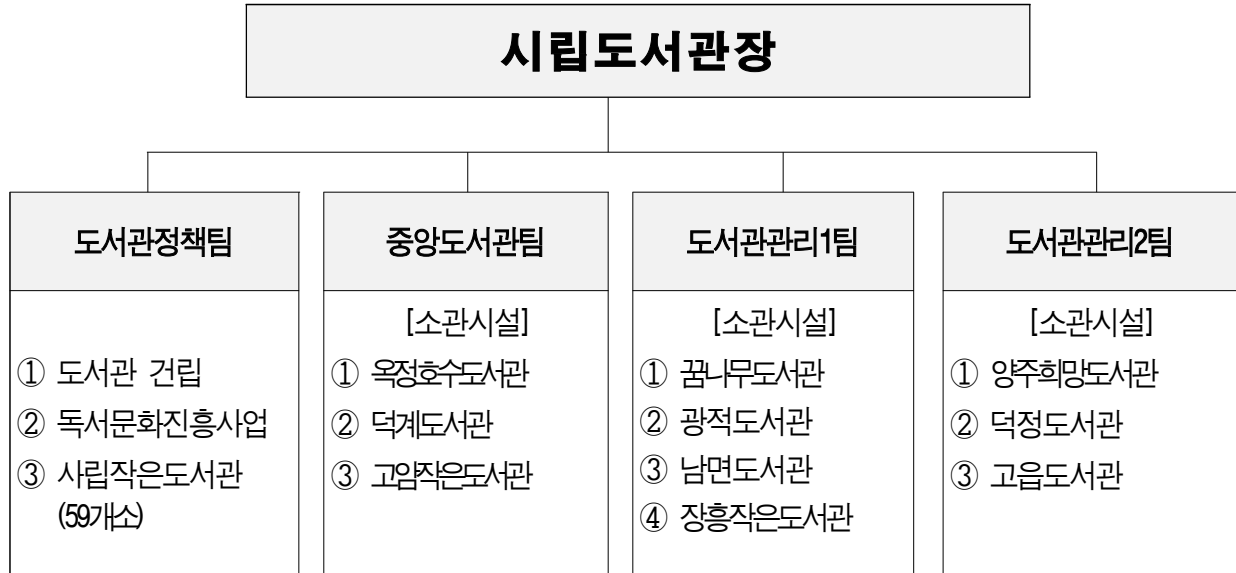 시립도서관장
도서관정책팀
① 도서관 건립
② 독서문화진흥사업
③ 사립작은도서관
(59개소)
중앙도서관팀
[소관시설]
① 옥정호수도서관
② 덕계도서관
③ 고암작은도서관
도서관관리1팀
[소관시설]
① 꿈나무도서관
② 광적도서관
③ 남면도서관
④ 장흥작은도서관
도서관관리2팀
[소관시설]
① 양주희망도서관
② 덕정도서관
③ 고읍도서관